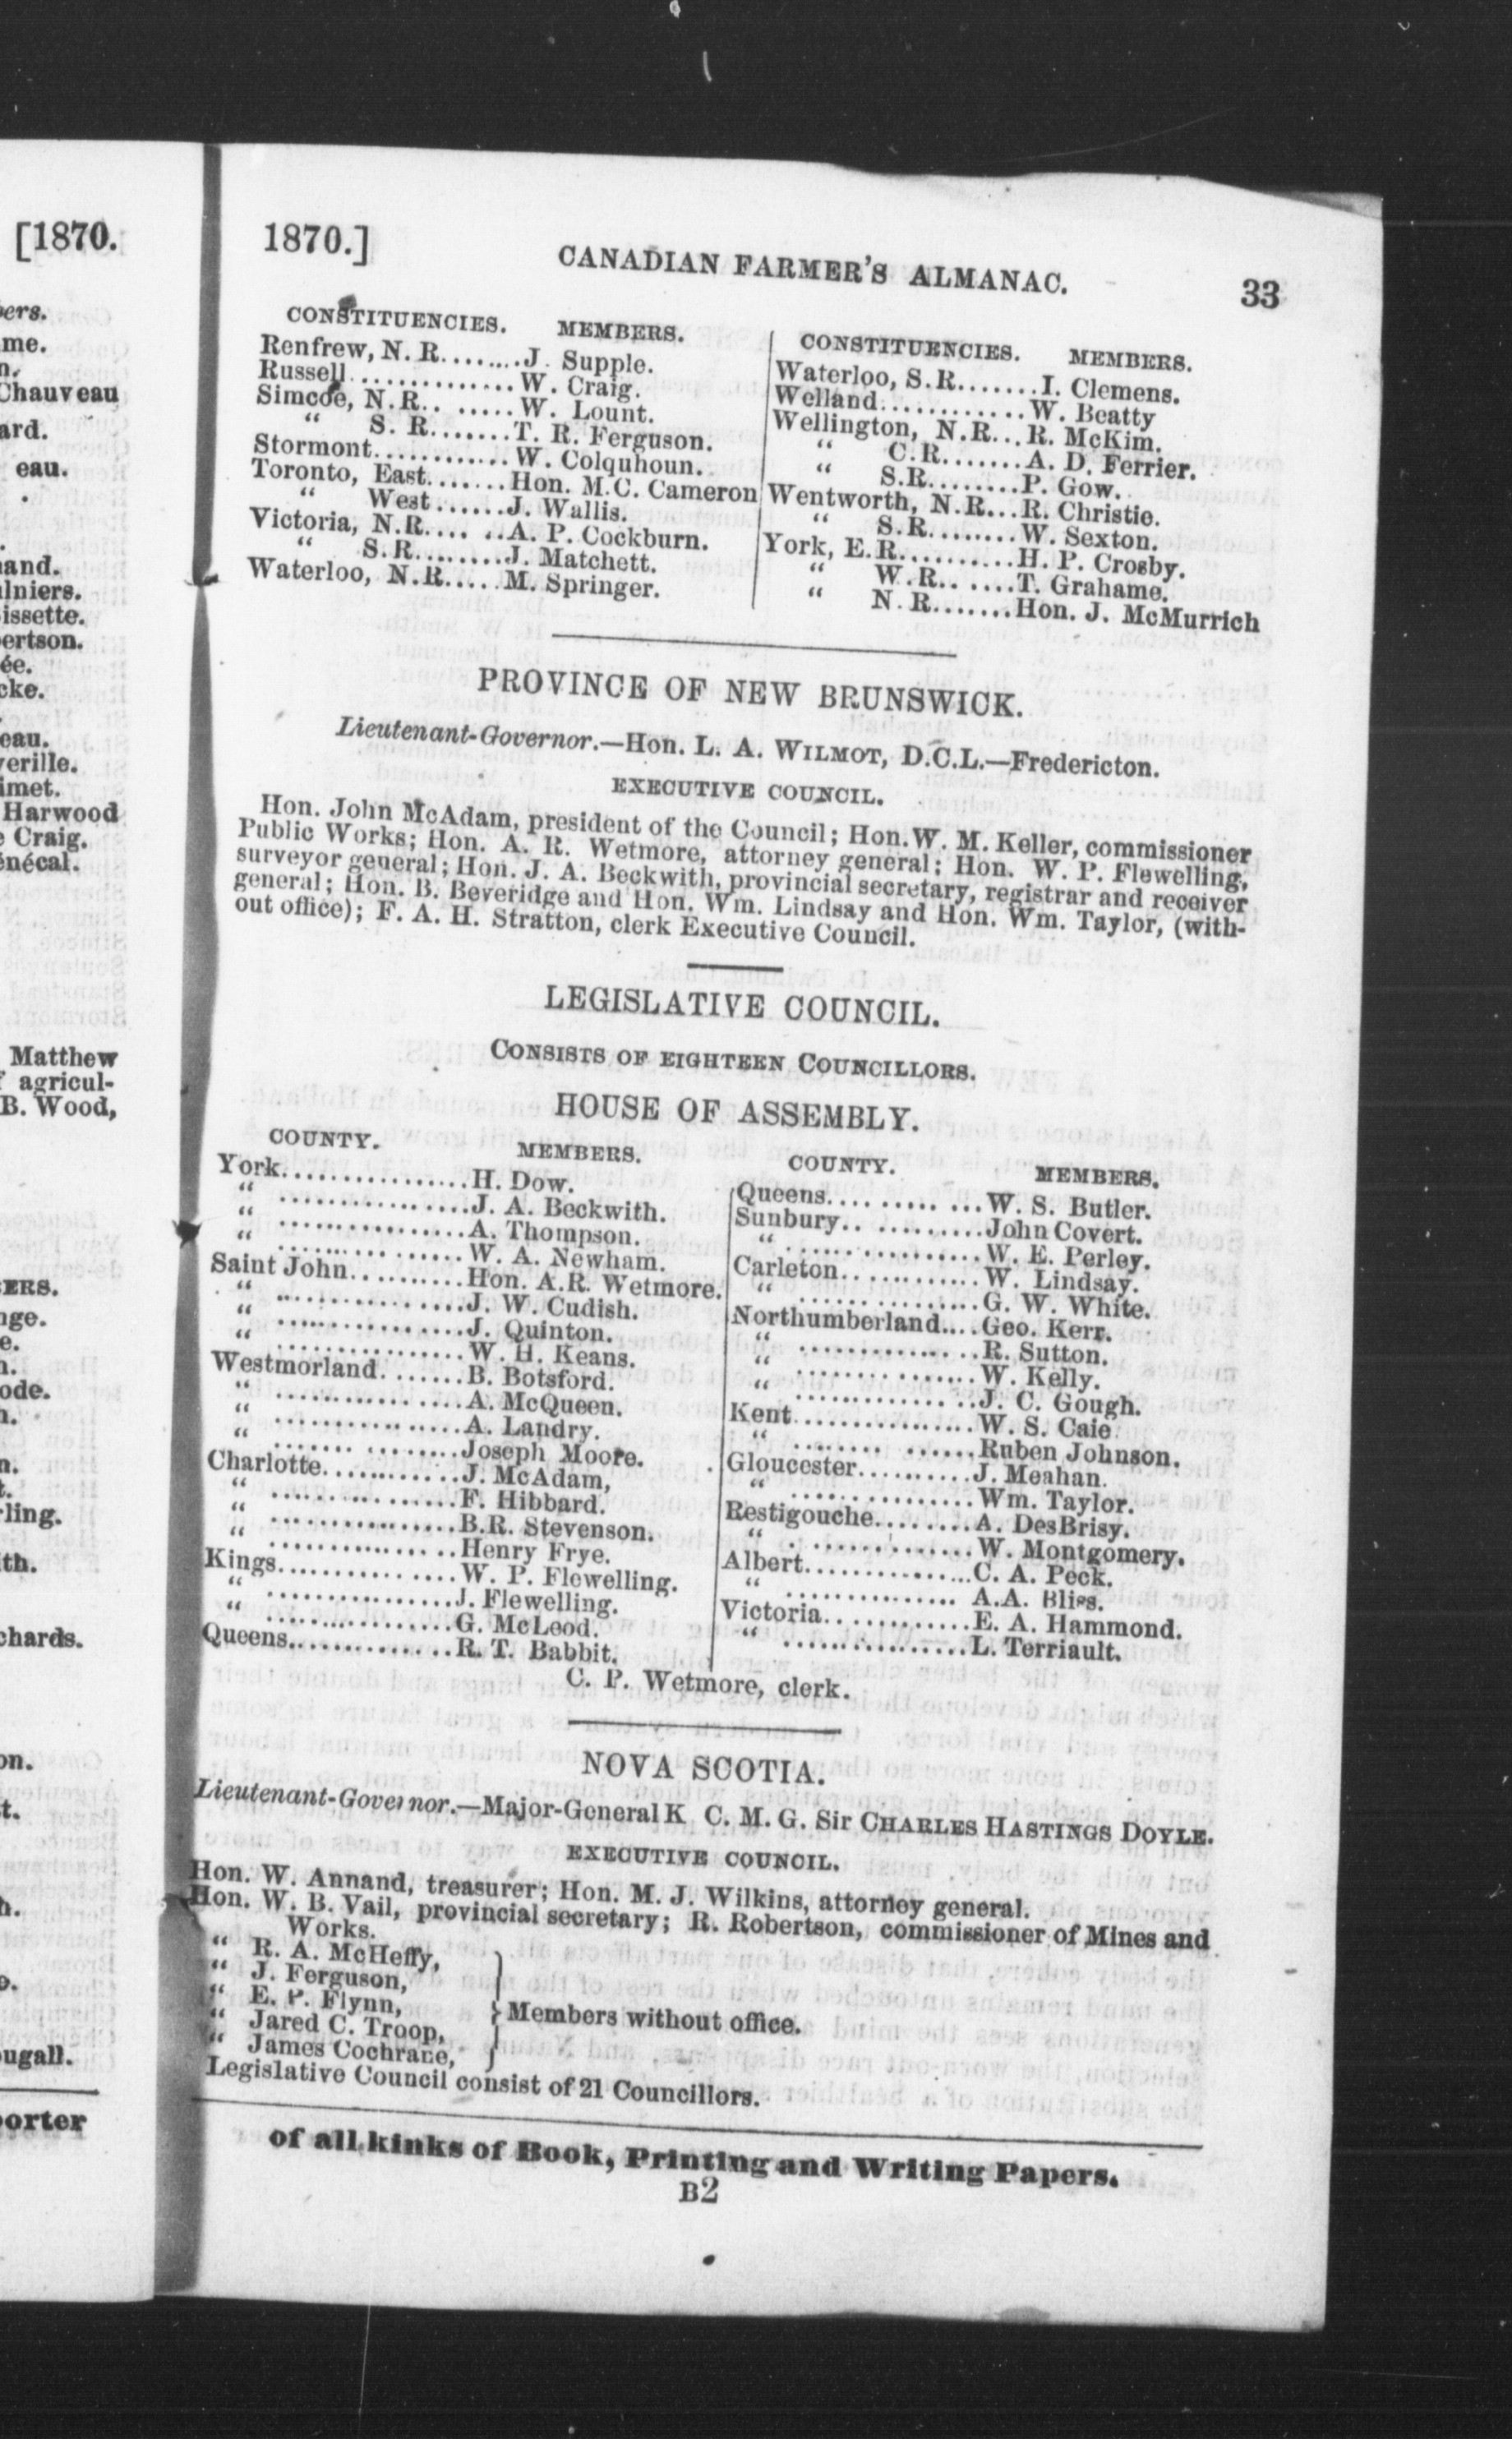 [1870.
me.
Chauveau
ard.
eau.
Harwood
Craig.
Matthew
agricul-
B. Wood,
1870.]
CANADIAN FARMER'S ALMANAC.
33
CONSTITUENCIES. MEMBERS.
Renfrew, N. R........J. Supple.
Russell..............W. Craig.
Simcoe, N.R.. .....W. Lount.
" S. R.......T. R. Ferguson.
Stormont............W. Colquhoun.
Toronto, East.......Hon. M.C. Cameron
" West......J. Wallis.
Victoria, N.R.... ..A. P. Cockburn.
" S.R.........J. Matchett.
Waterloo, N.R.....M. Springer.
CONSTITUENCIES. MEMBERS.
Waterloo, S.R.......I. Clemens.
Welland.............W. Beatty
Wellington, N.R...R. McKim.
" C.R.......A. D. Ferrier.
" S.R........P. Gow.
Wentworth, N.R...R. Christie.
" S.R........W. Sexton.
York, E.R..........H. P. Crosby.
" W.R.. ....T. Grahame.
" N.R.......Hon. J. McMurrich
PROVINCE OF NEW BRUNSWICK.
Lieutenant-Governor.—Hon. L. A. WILMOT, D.C.L.—Fredericton.
EXECUTIVE COUNCIL.
Hon. John McAdam, president of the Council; Hon. W. M. Keller, commissioner
Public Works; Hon. A. R. Wetmore, attorney general; Hon. W. P. Flewelling,
surveyor general; Hon. J. A. Beckwith, provincial secretary, registrar and receiver
general; Hon. B. Beveridge and Hon. Wm. Lindsay and Hon. Wm. Taylor, (with-
out office); F. A. H. Stratton, clerk Executive Council.
LEGISLATIVE COUNCIL.
CONSISTS OF EIGHTEEN COUNCILLORS.
HOUSE OF ASSEMBLY.
COUNTY. MEMBERS.
York.................H. Dow.
" .................J. A. Beckwith.
" .................A. Thompson.
" .................W. A. Newham.
Saint John..........Hon. A.R. Wetmore.
" .................J. W. Cudish.
" .................J. Quinton.
" .................W. H. Keans.
Westmorland........B. Botsford.
" .................A. McQueen.
" .................A. Landry.
" .................Joseph Moore.
Charlotte............J. McAdam,
" .................F. Hibbard.
" .................B.R. Stevenson.
" .................Henry Frye.
Kings................W. P. Flewelling.
" .................J. Flewelling.
" .................G. McLeod.
Queens...............R. T. Babbit.
COUNTY. MEMBERS.
Queens.... ......... ...W. S. Butler.
Sunbury.. ..........John Covert.
" .................W. E. Perley.
Carleton.............W. Lindsay.
" .................G. W. White.
Northumberland....Geo. Kerr.
" .................R. Sutton.
" .................W. Kelly.
" .................J. C. Gough.
Kent.................W. S. Caie
" .................Ruben Johnson.
Gloucester..........J. Meahan.
" .................Wm. Taylor.
Restigouche.........A. DesBrisy.
" .................W. Montgomery.
Albert................C. A. Peck.
" ................. A.A. Bliss.
Victoria..............E. A. Hammond.
" .................L. Terriault.
C. P. Wetmore, clerk.
NOVA SCOTIA.
Lieutenant-Governor.—Major-General K C. M. G. Sir CHARLES HASTINGS DOYLE.
EXECUTIVE COUNCIL.
Hon. W. Annand, treasurer; Hon. M. J. Wilkins, attorney general.
Hon. W. B. Vail, provincial secretary; R. Robertson, commissioner of Mines and
Works.
" R. A. McHeffy,
" J. Ferguson,
" E. P. Flynn,
" Jared C. Troop,
" James Cochrane,
Members without office.
Legislative Council consist of 21 Councillors.
of all kinks of Book, Printing and Writing Papers.
B2